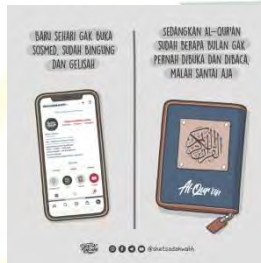 BARU SEHARI GAK BUKA
SOSMED, SUDAH BINGUNG
DAN GELISAH
SEDANGKAN AL-QUR'AN
SUDAH BERAPA BULAN GAK
PERNAH DIBUKA DAN DIBACA,
MALAH SANTAI AJA
Al-Qur'an